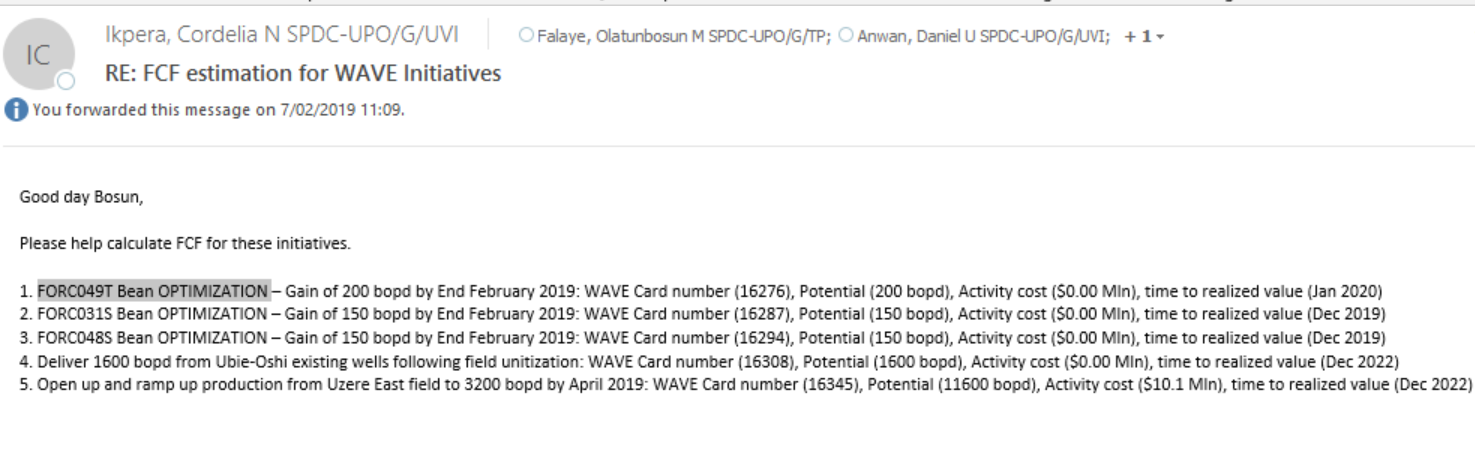 IC
Ikpera, Cordelia N SPDC-UPO/G/UVI
Falaye, Olatunbosun M SPDC-UPO/G/TP; Anwan, Daniel U SPDC-UPO/G/UVI; + 1
RE: FCF estimation for WAVE Initiatives
You forwarded this message on 7/02/2019 11:09.
Good day Bosun,
Please help calculate FCF for these initiatives.
1. FORC049T Bean OPTIMIZATION – Gain of 200 bopd by End February 2019: WAVE Card number (16276), Potential (200 bopd), Activity cost ($0.00 Mln), time to realized value (Jan 2020)
2. FORC031S Bean OPTIMIZATION – Gain of 150 bopd by End February 2019: WAVE Card number (16287), Potential (150 bopd), Activity cost ($0.00 Mln), time to realized value (Dec 2019)
3. FORC048S Bean OPTIMIZATION – Gain of 150 bopd by End February 2019: WAVE Card number (16294), Potential (150 bopd), Activity cost ($0.00 Mln), time to realized value (Dec 2019)
4. Deliver 1600 bopd from Ubie-Oshi existing wells following field unitization: WAVE Card number (16308), Potential (1600 bopd), Activity cost ($0.00 Mln), time to realized value (Dec 2022)
5. Open up and ramp up production from Uzere East field to 3200 bopd by April 2019: WAVE Card number (16345), Potential (11600 bopd), Activity cost ($10.1 Mln), time to realized value (Dec 2022)